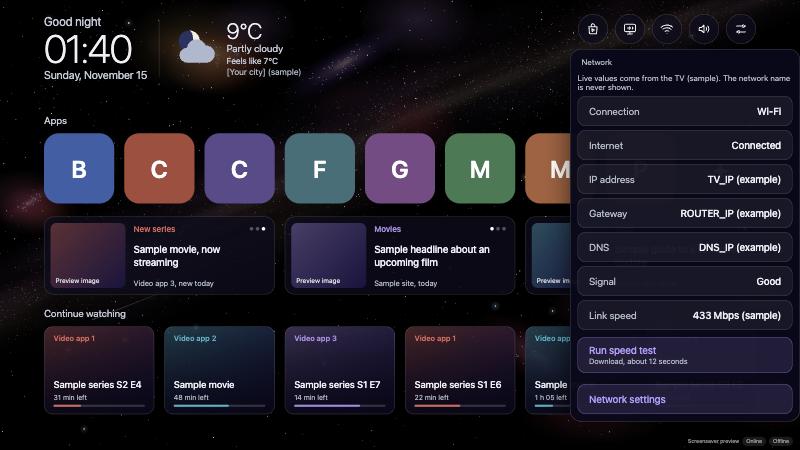 Good night
01:40
Sunday, November 15
9°C
Partly cloudy
Feels like 7°C
[Your city] (sample)
Apps
B
C
C
F
G
M
M
New series
Sample movie, now
streaming
Video app 3, new today
Preview image
Movies
Sample headline about an
upcoming film
Sample site, today
Preview image
Preview im
Continue watching
Video app 1
Sample series S2 E4
31 min left
Video app 2
Sample movie
48 min left
Video app 3
Sample series S1 E7
14 min left
Video app 1
Sample series S1 E6
22 min left
Video app
Sample
1 h 05 left
Network
Live values come from the TV (sample). The network name
is never shown.
Connection Wi-Fi
Internet Connected
IP address TV_IP (example)
Gateway ROUTER_IP (example)
DNS DNS_IP (example)
Signal Good
Link speed 433 Mbps (sample)
Run speed test
Download, about 12 seconds
Network settings
Screensaver preview Online Offline